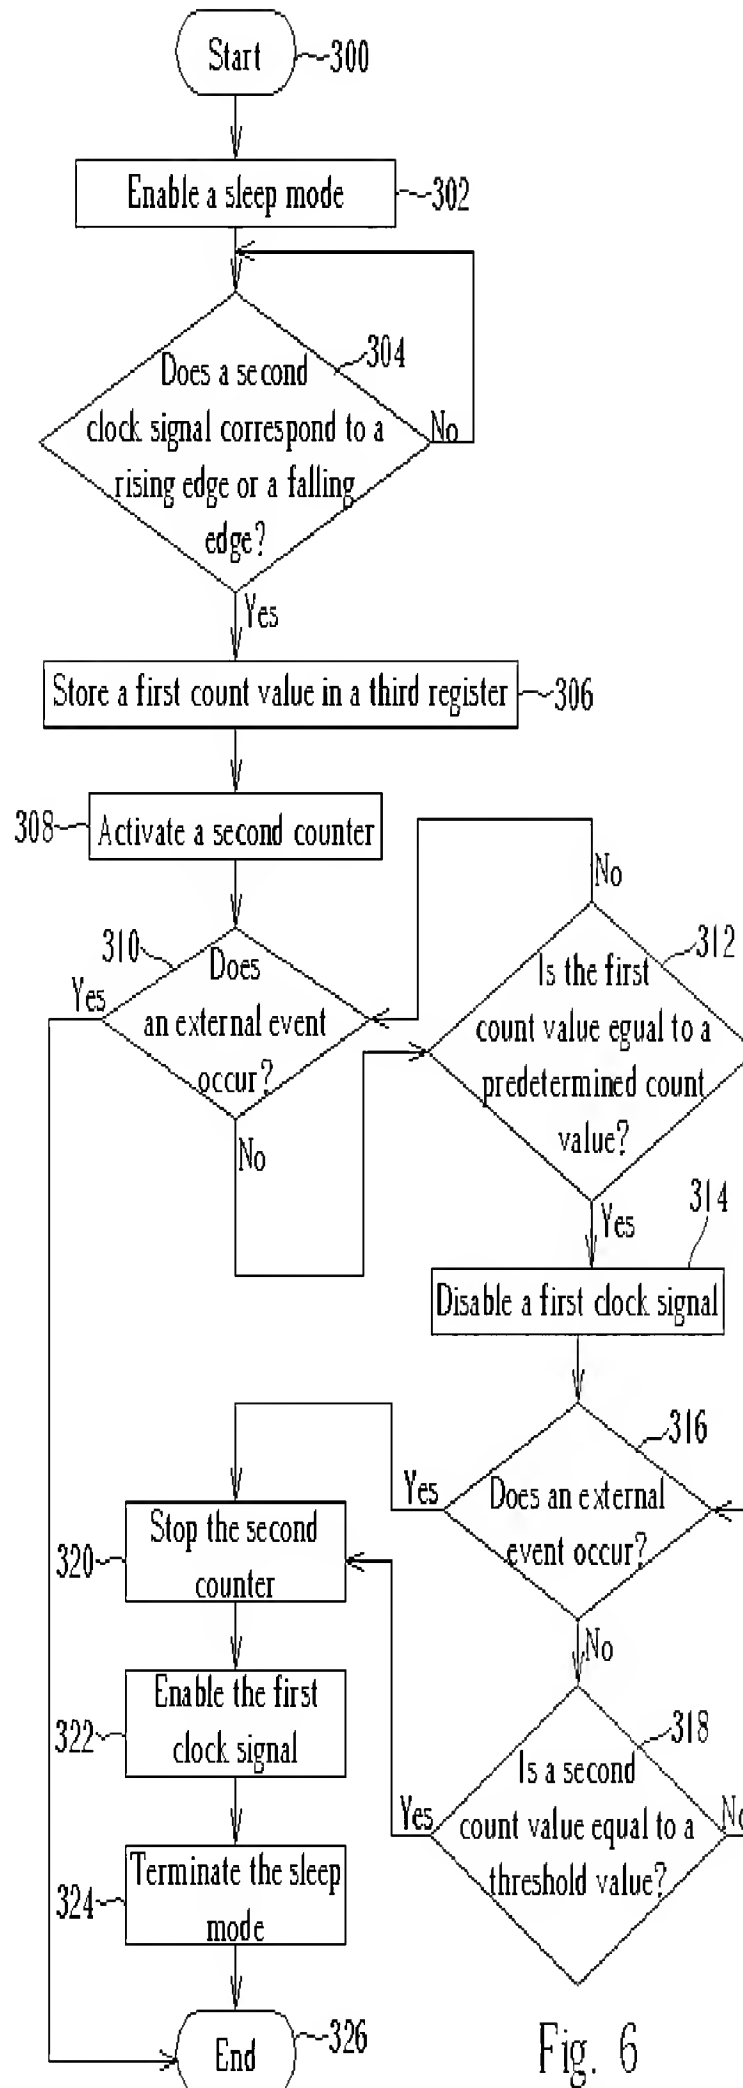 Start
300
Enable a sleep mode
302
304
Does a second
clock signal correspond to a
rising edge or a falling
edge?
No
Yes
Store a first count value in a third register
306
308
Activate a second counter
310
Does
an external event
occur?
Yes
No
No
312
Is the first
count value egual to a
predetermined count
value?
Yes
314
Disable a first clock signal
316
Does an external
event occur?
Yes
No
318
Is a second
count value equal to a
threshold value?
Yes
No
320
Stop the second
counter
322
Enable the first
clock signal
324
Terminate the sleep
mode
End
326
Fig. 6